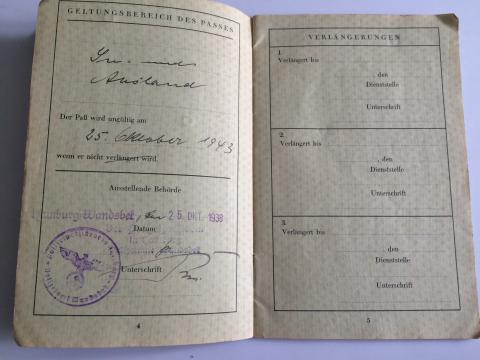 GELTUNGSBEREICH DES PASSES
In- und
Ausland
Der Paß wird ungültig am
25. Oktober 1943
wenn er nicht verlängert wird.
Ausstellende Behörde
Hamburg-Wandsbek, den 25. OKT. 1938
Datum
Unterschrift
4
VERLÄNGERUNGEN
1.
Verlängert bis
, den
Dienststelle
Unterschrift
2.
Verlängert bis
, den
Dienststelle
Unterschrift
3.
Verlängert bis
, den
Dienststelle
Unterschrift
5